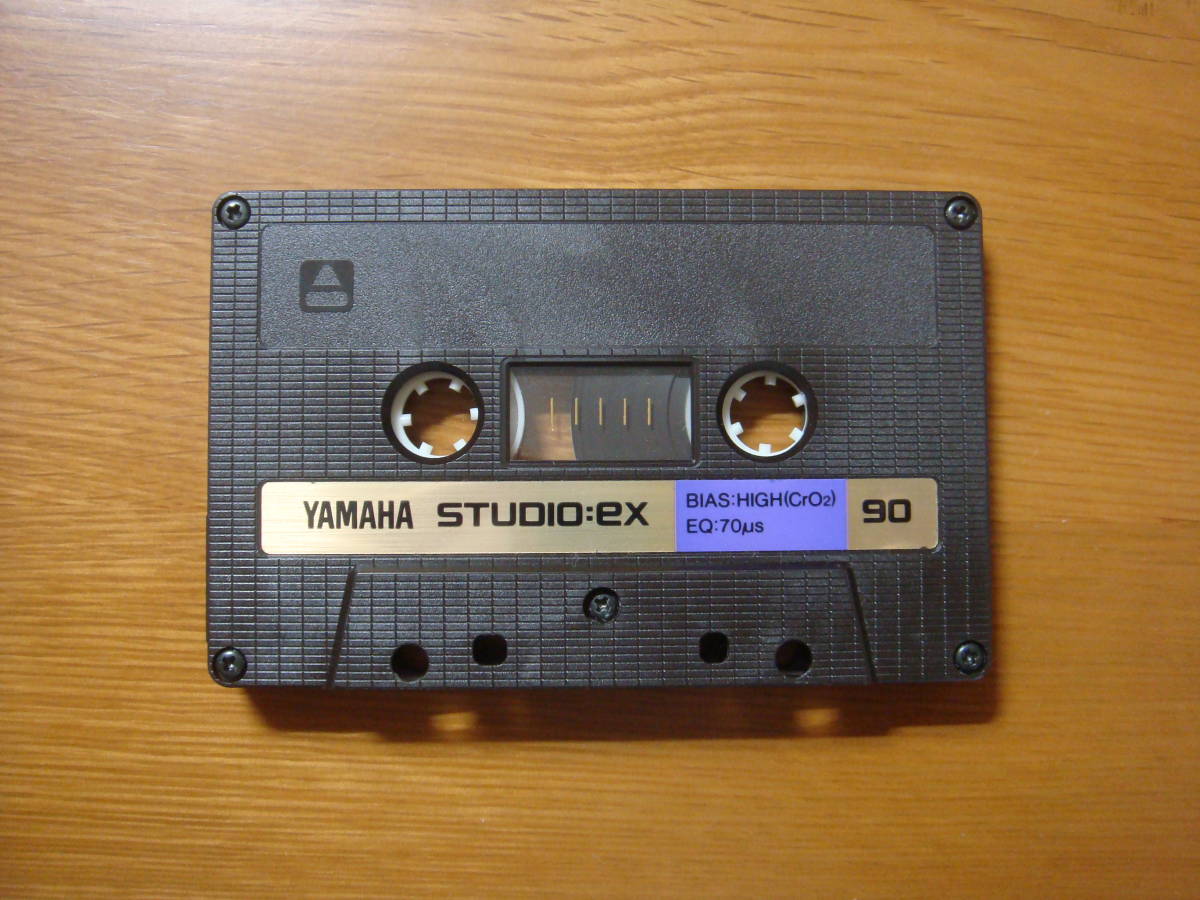 YAMAHA STUDIO:ex
BIAS:HIGH(CrO₂)
EQ:70µs
90